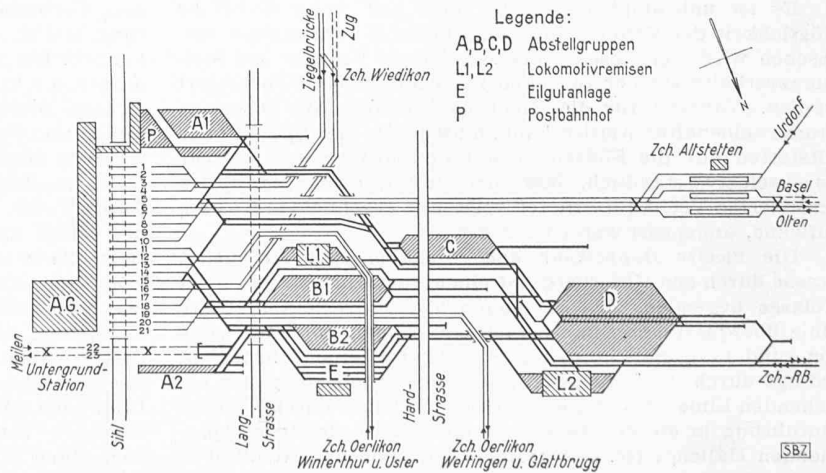 Legende:
A,B,C,D Abstellgruppen
L1, L2 Lokomotivremisen
E Eilgutanlage
P Postbahnhof
Ziegelbrücke
Zug
Zch. Wiedikon
N
Urdorf
Zch. Altstetten
Basel
Olten
P
A1
1
2
3
4
5
6
7
8
9
10
11
12
13
14
15
16
17
18
19
20
21
22
23
A.G.
A2
L1
B1
B2
E
C
D
L2
Meilen
Untergrund-
Station
Sihl
Lang-
Strasse
Hard-
Strasse
Zch. RB.
Zch. Oerlikon
Winterthur u. Uster
Zch. Oerlikon
Wettingen u. Glattbrugg
SBZ